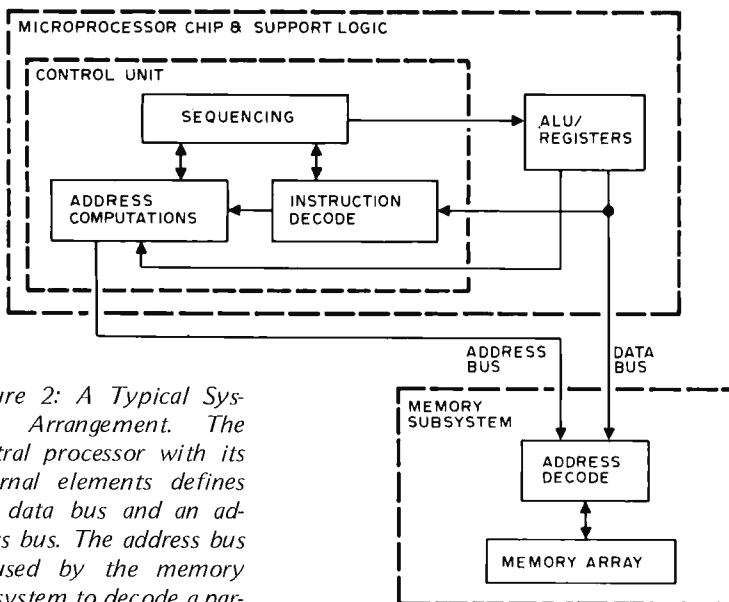 MICROPROCESSOR CHIP & SUPPORT LOGIC
CONTROL UNIT
SEQUENCING
ALU/
REGISTERS
ADDRESS
COMPUTATIONS
INSTRUCTION
DECODE
ADDRESS
BUS
DATA
BUS
MEMORY
SUBSYSTEM
ADDRESS
DECODE
MEMORY ARRAY
ure 2: A Typical Sys-
Arrangement. The
tral processor with its
rnal elements defines
data bus and an ad-
s bus. The address bus
used by the memory
system to decode a par-